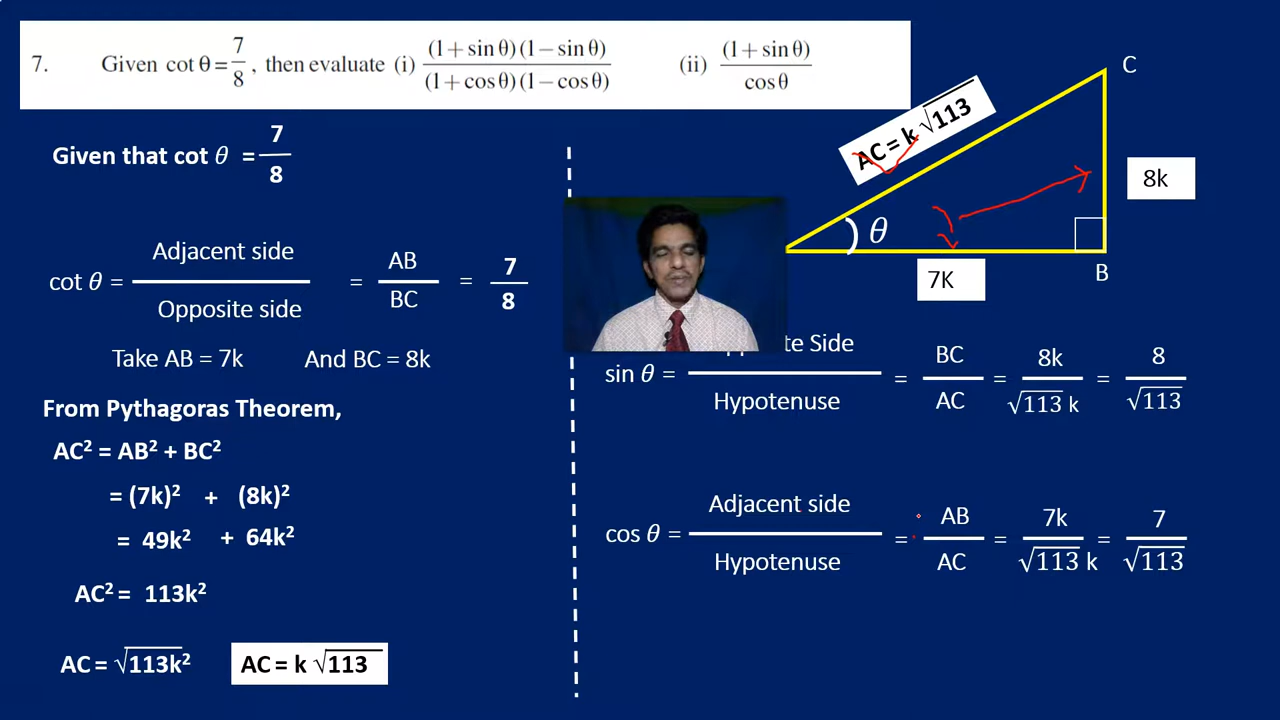 7. Given cot θ = 7/8, then evaluate (i) (1 + sin θ)(1 − sin θ)/(1 + cos θ)(1 − cos θ) (ii) (1 + sin θ)/cos θ
Given that cot θ = 7/8
cot θ = Adjacent side/Opposite side = AB/BC = 7/8
Take AB = 7k And BC = 8k
From Pythagoras Theorem,
AC² = AB² + BC²
= (7k)² + (8k)²
= 49k² + 64k²
AC² = 113k²
AC = √113k² AC = k √113
C
AC = k √113
8k
θ
7K
B
sin θ = Side/Hypotenuse = BC/AC = 8k/√113 k = 8/√113
cos θ = Adjacent side/Hypotenuse = AB/AC = 7k/√113 k = 7/√113